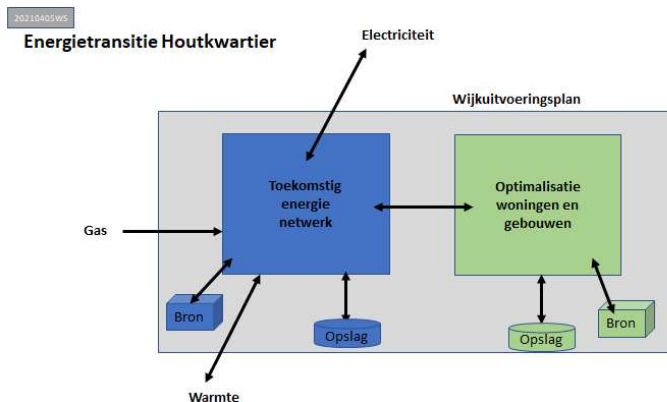 20210405WS
Energietransitie Houtkwartier
Electriciteit
Wijkuitvoeringsplan
Toekomstig
energie
netwerk
Optimalisatie
woningen en
gebouwen
Gas
Bron
Opslag
Opslag
Bron
Warmte